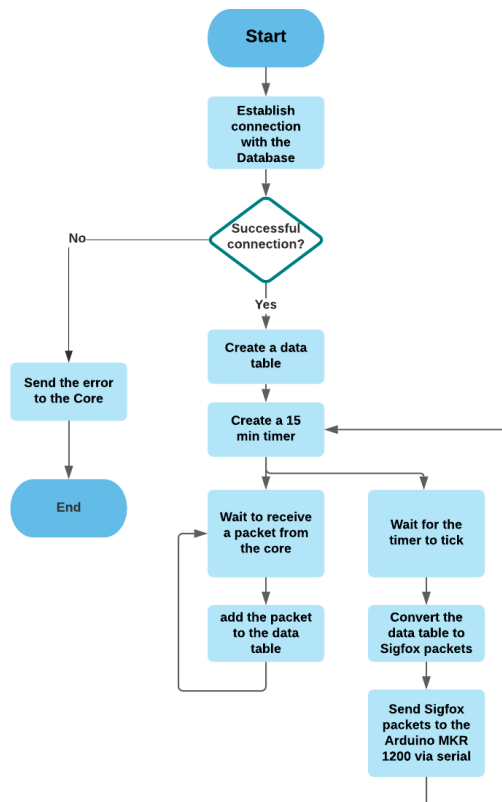 Start
Establish
connection
with the
Database
Successful
connection?
No
Yes
Create a data
table
Send the error
to the Core
Create a 15
min timer
End
Wait to receive
a packet from
the core
Wait for the
timer to tick
add the packet
to the data
table
Convert the
data table to
Sigfox packets
Send Sigfox
packets to the
Arduino MKR
1200 via serial